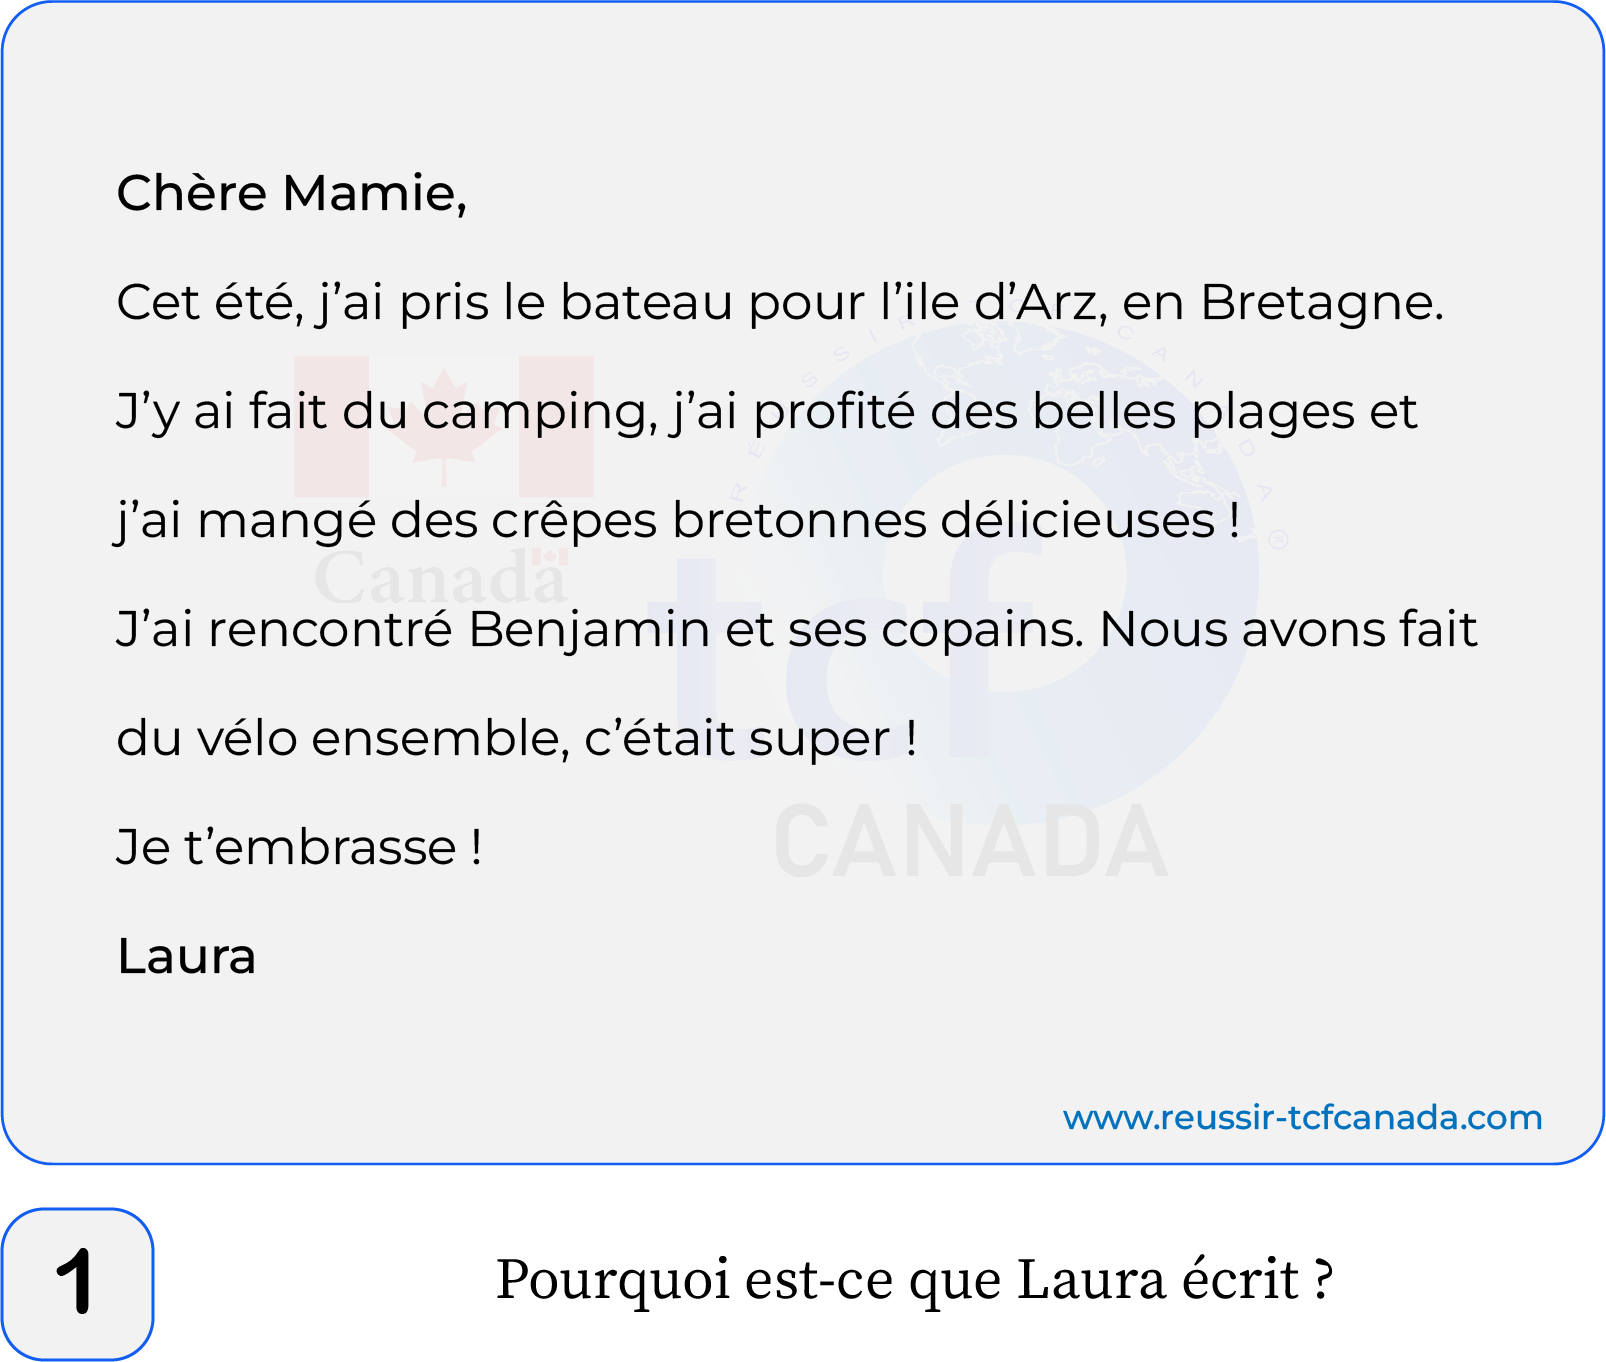 Chère Mamie,
Cet été, j’ai pris le bateau pour l’ile d’Arz, en Bretagne.
J’y ai fait du camping, j’ai profité des belles plages et
j’ai mangé des crêpes bretonnes délicieuses !
J’ai rencontré Benjamin et ses copains. Nous avons fait
du vélo ensemble, c’était super !
Je t’embrasse !
Laura
RÉUSSIR TCF CANADA ®
Canada
tcf
CANADA
www.reussir-tcfcanada.com
1
Pourquoi est-ce que Laura écrit ?